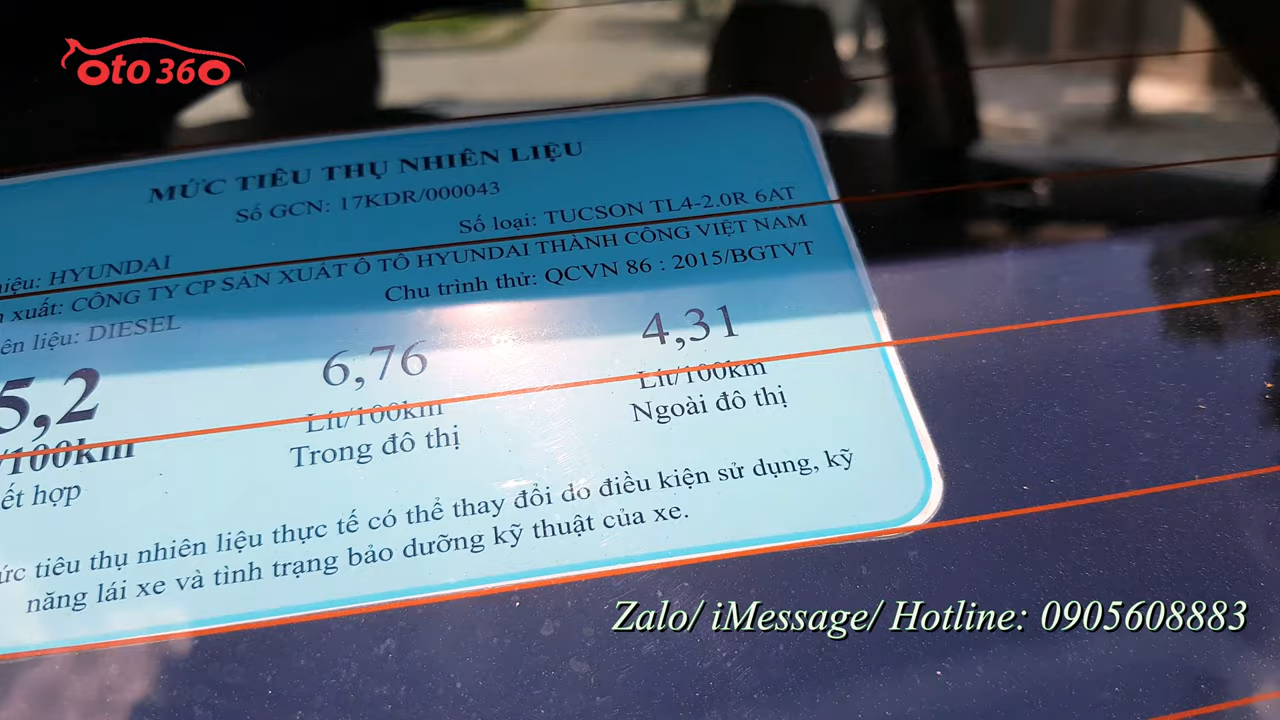 oto 360
MỨC TIÊU THỤ NHIÊN LIỆU
Số GCN: 17KDR/000043
hiệu: HYUNDAI
Số loại: TUCSON TL4-2.0R 6AT
xuất: CÔNG TY CP SẢN XUẤT Ô TÔ HYUNDAI THÀNH CÔNG VIỆT NAM
ên liệu: DIESEL
Chu trình thử: QCVN 86 : 2015/BGTVT
5,2
6,76
4,31
/100km
Lít/100km
Lít/100km
ết hợp
Trong đô thị
Ngoài đô thị
ức tiêu thụ nhiên liệu thực tế có thể thay đổi do điều kiện sử dụng, kỹ
năng lái xe và tình trạng bảo dưỡng kỹ thuật của xe.
Zalo/ iMessage/ Hotline: 0905608883